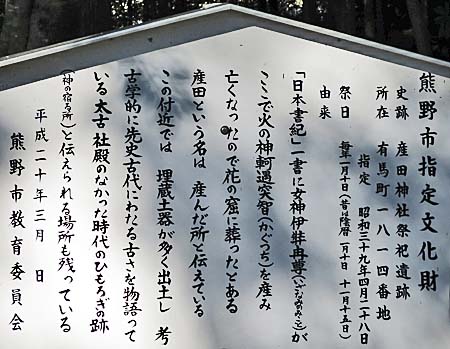 熊野市指定文化財
史跡 産田神社祭祀遺跡
所在 有馬町一八一四番地
指定 昭和三十九年四月二十八日
祭日 毎年一月十日(昔は旧暦 一月十日 十一月十五日)
由来
「日本書紀」一書に女神伊弉冉尊(いざなみのみこと)が
ここで火の神軻遇突智(かぐつち)を産み
亡くなったので花の窟に葬ったとある
産田という名は 産んだ所と伝えている
この付近では 埋蔵土器が多く出土し 考
古学的に先史古代にわたる古さを物語って
いる 太古社殿のなかった時代のひもろぎの跡
(神の宿る所)と伝えられる場所も残っている
平成二十年三月 日
熊野市教育委員会